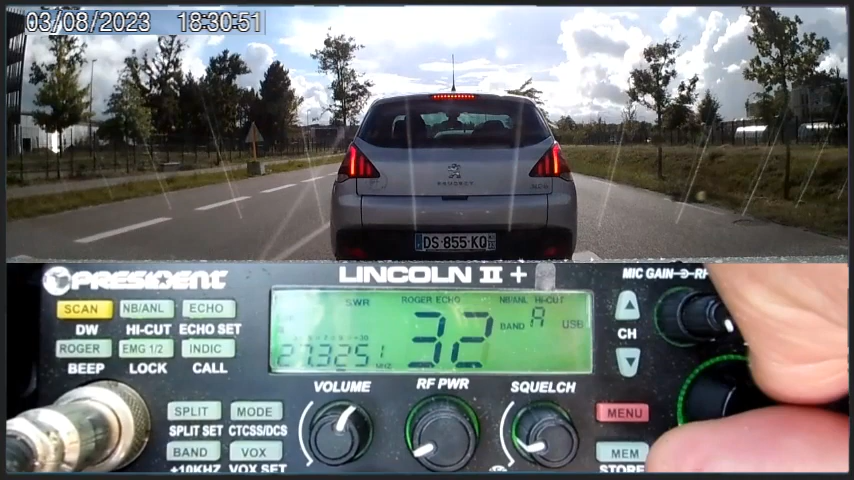 03/08/2023 18:30:51
PEUGEOT
DS 855 KQ
PRESIDENT
LINCOLN II +
MIC GAIN
SCAN NB/ANL ECHO
DW HI-CUT ECHO SET
ROGER EMG 1/2 INDIC
BEEP LOCK CALL
SPLIT MODE
SPLIT SET CTCSS/DCS
BAND VOX
+10KHZ VOX SET
SWR ROGER ECHO NB/ANL HI-CUT
32 BAND A USB
27.3251 MHZ
CH
VOLUME RF PWR SQUELCH
MENU
MEM
STORE